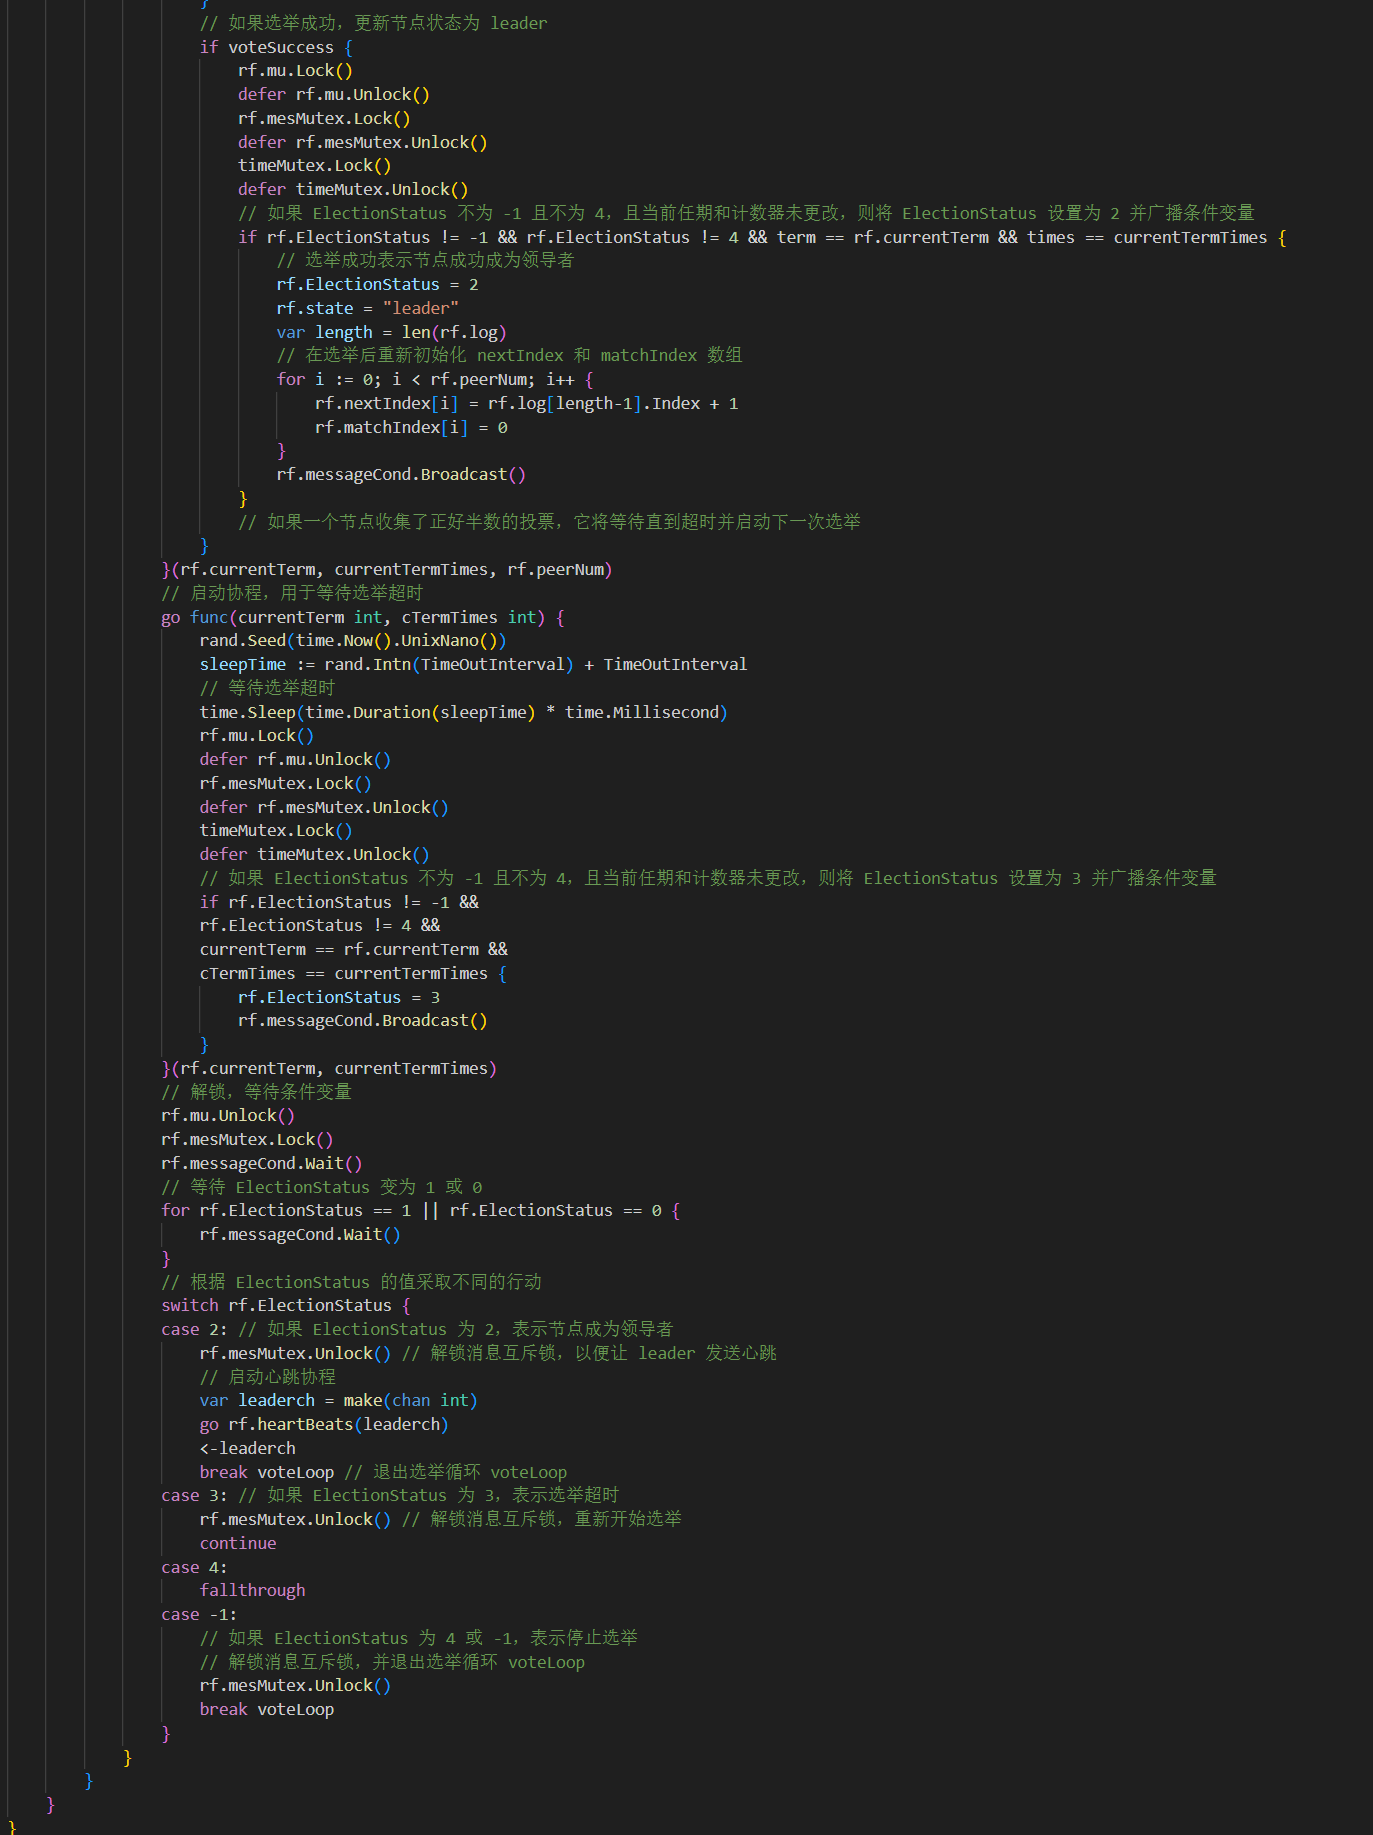 }
// 如果选举成功，更新节点状态为 leader
if voteSuccess {
rf.mu.Lock()
defer rf.mu.Unlock()
rf.mesMutex.Lock()
defer rf.mesMutex.Unlock()
timeMutex.Lock()
defer timeMutex.Unlock()
// 如果 ElectionStatus 不为 -1 且不为 4，且当前任期和计数器未更改，则将 ElectionStatus 设置为 2 并广播条件变量
if rf.ElectionStatus != -1 && rf.ElectionStatus != 4 && term == rf.currentTerm && times == currentTermTimes {
// 选举成功表示节点成功成为领导者
rf.ElectionStatus = 2
rf.state = "leader"
var length = len(rf.log)
// 在选举后重新初始化 nextIndex 和 matchIndex 数组
for i := 0; i < rf.peerNum; i++ {
rf.nextIndex[i] = rf.log[length-1].Index + 1
rf.matchIndex[i] = 0
}
rf.messageCond.Broadcast()
}
// 如果一个节点收集了正好半数的投票，它将等待直到超时并启动下一次选举
}
}(rf.currentTerm, currentTermTimes, rf.peerNum)
// 启动协程，用于等待选举超时
go func(currentTerm int, cTermTimes int) {
rand.Seed(time.Now().UnixNano())
sleepTime := rand.Intn(TimeOutInterval) + TimeOutInterval
// 等待选举超时
time.Sleep(time.Duration(sleepTime) * time.Millisecond)
rf.mu.Lock()
defer rf.mu.Unlock()
rf.mesMutex.Lock()
defer rf.mesMutex.Unlock()
timeMutex.Lock()
defer timeMutex.Unlock()
// 如果 ElectionStatus 不为 -1 且不为 4，且当前任期和计数器未更改，则将 ElectionStatus 设置为 3 并广播条件变量
if rf.ElectionStatus != -1 &&
rf.ElectionStatus != 4 &&
currentTerm == rf.currentTerm &&
cTermTimes == currentTermTimes {
rf.ElectionStatus = 3
rf.messageCond.Broadcast()
}
}(rf.currentTerm, currentTermTimes)
// 解锁，等待条件变量
rf.mu.Unlock()
rf.mesMutex.Lock()
rf.messageCond.Wait()
// 等待 ElectionStatus 变为 1 或 0
for rf.ElectionStatus == 1 || rf.ElectionStatus == 0 {
rf.messageCond.Wait()
}
// 根据 ElectionStatus 的值采取不同的行动
switch rf.ElectionStatus {
case 2: // 如果 ElectionStatus 为 2，表示节点成为领导者
rf.mesMutex.Unlock() // 解锁消息互斥锁，以便让 leader 发送心跳
// 启动心跳协程
var leaderch = make(chan int)
go rf.heartBeats(leaderch)
<-leaderch
break voteLoop // 退出选举循环 voteLoop
case 3: // 如果 ElectionStatus 为 3，表示选举超时
rf.mesMutex.Unlock() // 解锁消息互斥锁，重新开始选举
continue
case 4:
fallthrough
case -1:
// 如果 ElectionStatus 为 4 或 -1，表示停止选举
// 解锁消息互斥锁，并退出选举循环 voteLoop
rf.mesMutex.Unlock()
break voteLoop
}
}
}
}
}